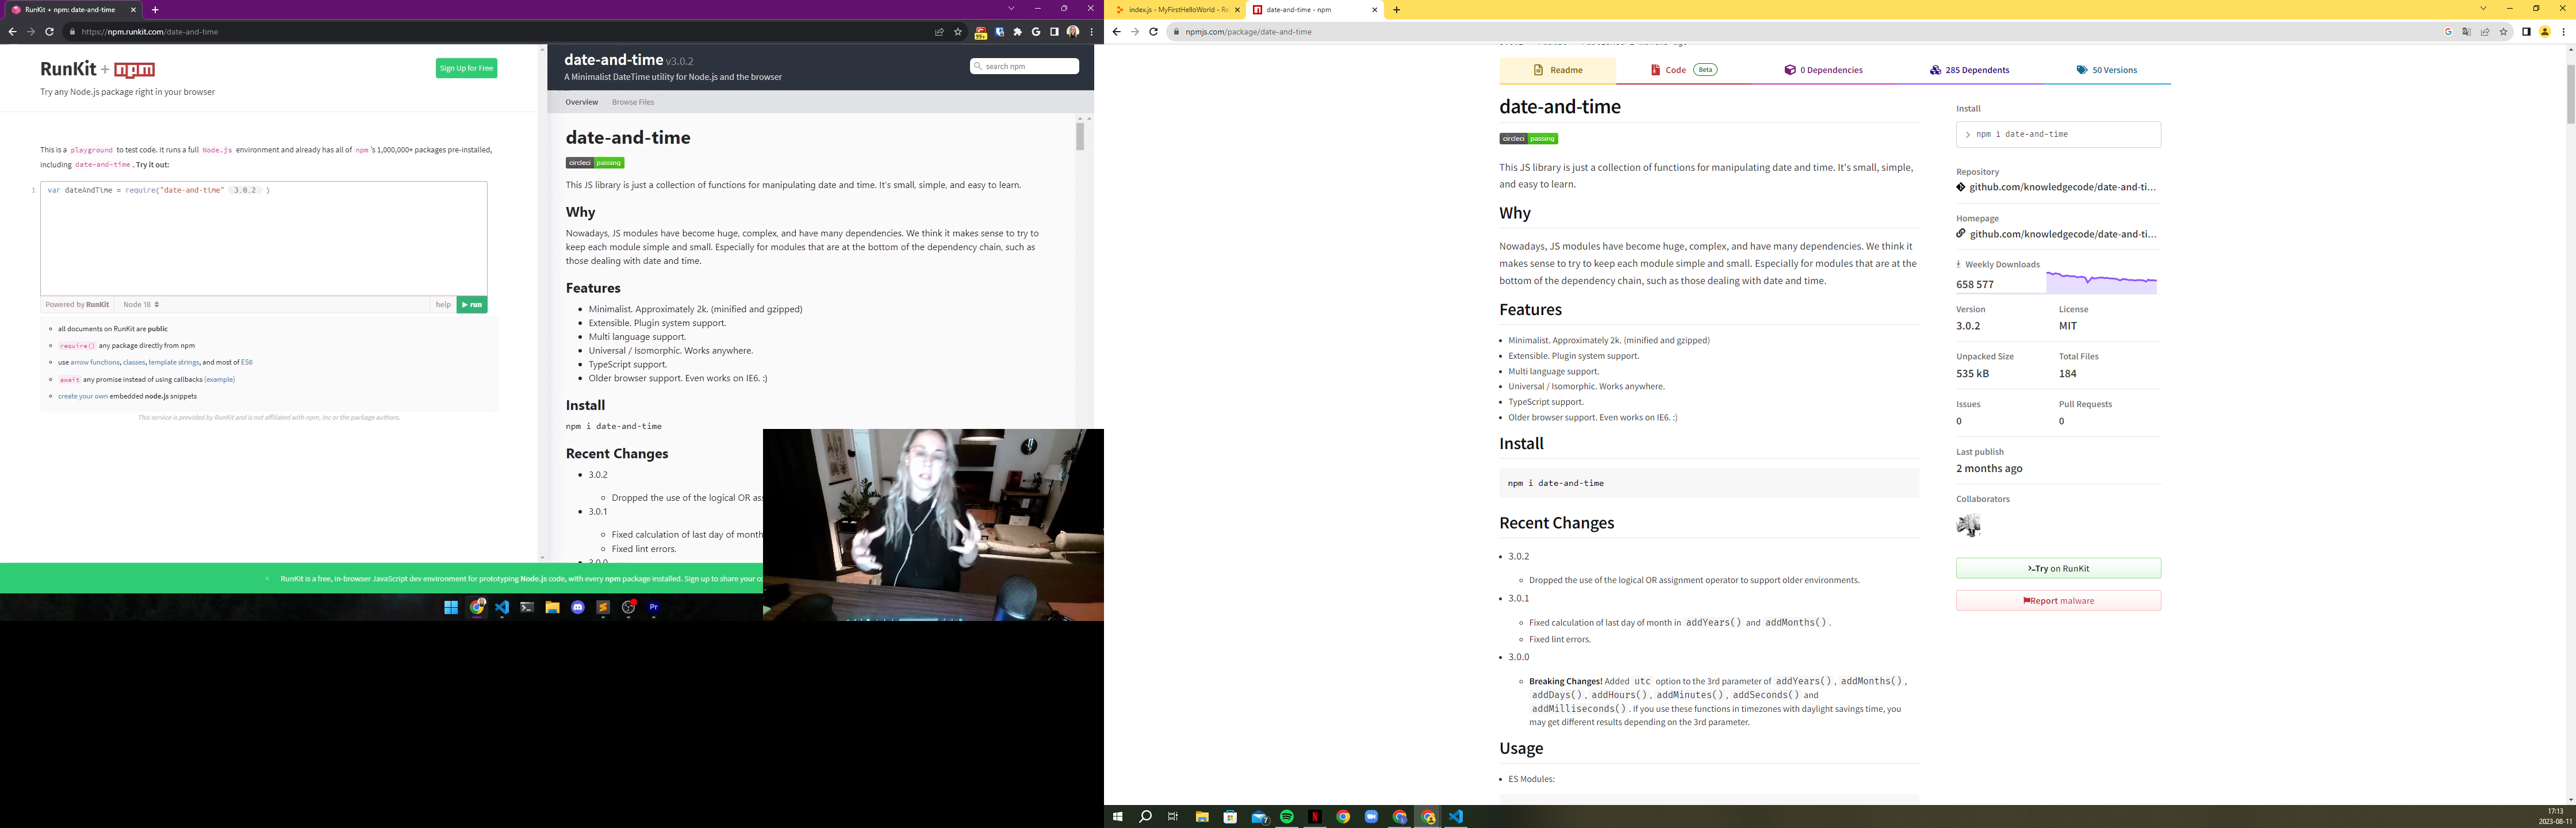 RunKit + npm: date-and-time
https://npm.runkit.com/date-and-time
99+
RunKit + npm
Sign Up for Free
Try any Node.js package right in your browser
This is a playground to test code. It runs a full Node.js environment and already has all of npm's 1,000,000+ packages pre-installed,
including date-and-time. Try it out:
1
var dateAndTime = require("date-and-time" 3.0.2 )
Powered by RunKit
Node 18
help
run
all documents on RunKit are public
require() any package directly from npm
use arrow functions, classes, template strings, and most of ES6
await any promise instead of using callbacks (example)
create your own embedded node.js snippets
This service is provided by RunKit and is not affiliated with npm, Inc or the package authors.
date-and-time v3.0.2
A Minimalist DateTime utility for Node.js and the browser
search npm
Overview
Browse Files
date-and-time
circleci passing
This JS library is just a collection of functions for manipulating date and time. It's small, simple, and easy to learn.
Why
Nowadays, JS modules have become huge, complex, and have many dependencies. We think it makes sense to try to
keep each module simple and small. Especially for modules that are at the bottom of the dependency chain, such as
those dealing with date and time.
Features
Minimalist. Approximately 2k. (minified and gzipped)
Extensible. Plugin system support.
Multi language support.
Universal / Isomorphic. Works anywhere.
TypeScript support.
Older browser support. Even works on IE6. :)
Install
npm i date-and-time
Recent Changes
3.0.2
Dropped the use of the logical OR ass
3.0.1
Fixed calculation of last day of month
Fixed lint errors.
3.0.0
RunKit is a free, in-browser JavaScript dev environment for prototyping Node.js code, with every npm package installed. Sign up to share your co
Pr
index.js - MyFirstHelloWorld - Re
date-and-time - npm
npmjs.com/package/date-and-time
Readme
Code
Beta
0 Dependencies
285 Dependents
50 Versions
date-and-time
circleci passing
This JS library is just a collection of functions for manipulating date and time. It's small, simple,
and easy to learn.
Why
Nowadays, JS modules have become huge, complex, and have many dependencies. We think it
makes sense to try to keep each module simple and small. Especially for modules that are at the
bottom of the dependency chain, such as those dealing with date and time.
Features
Minimalist. Approximately 2k. (minified and gzipped)
Extensible. Plugin system support.
Multi language support.
Universal / Isomorphic. Works anywhere.
TypeScript support.
Older browser support. Even works on IE6. :)
Install
npm i date-and-time
Recent Changes
3.0.2
Dropped the use of the logical OR assignment operator to support older environments.
3.0.1
Fixed calculation of last day of month in addYears() and addMonths().
Fixed lint errors.
3.0.0
Breaking Changes! Added utc option to the 3rd parameter of addYears(), addMonths(),
addDays(), addHours(), addMinutes(), addSeconds() and
addMilliseconds(). If you use these functions in timezones with daylight savings time, you
may get different results depending on the 3rd parameter.
Usage
ES Modules:
Install
npm i date-and-time
Repository
github.com/knowledgecode/date-and-ti...
Homepage
github.com/knowledgecode/date-and-ti...
Weekly Downloads
658 577
Version
License
3.0.2
MIT
Unpacked Size
Total Files
535 kB
184
Issues
Pull Requests
0
0
Last publish
2 months ago
Collaborators
Try on RunKit
Report malware
17:13
2023-08-11